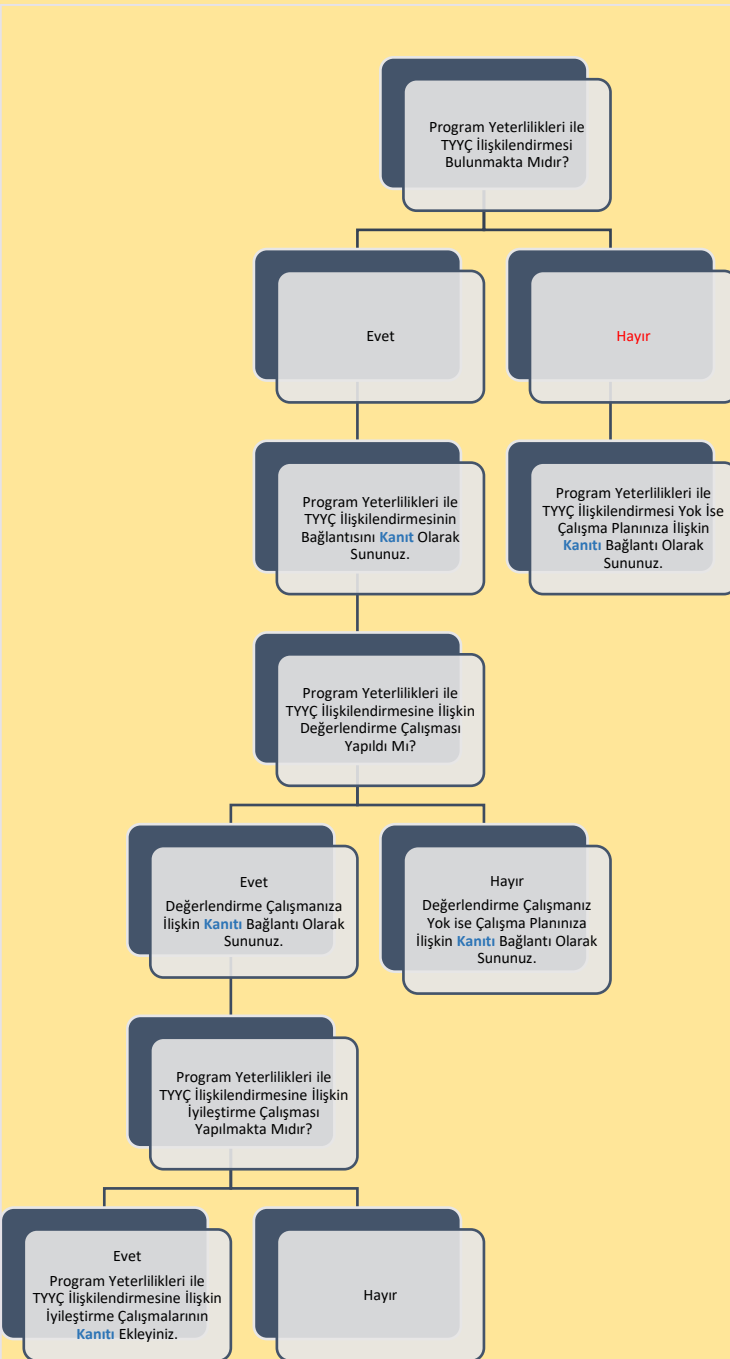 Program Yeterlilikleri ile
TYYÇ İlişkilendirmesi
Bulunmakta Mıdır?
Evet
Hayır
Program Yeterlilikleri ile
TYYÇ İlişkilendirmesinin
Bağlantısını Kanıt Olarak
Sununuz.
Program Yeterlilikleri ile
TYYÇ İlişkilendirmesi Yok İse
Çalışma Planınıza İlişkin
Kanıtı Bağlantı Olarak
Sununuz.
Program Yeterlilikleri ile
TYYÇ İlişkilendirmesine İlişkin
Değerlendirme Çalışması
Yapıldı Mı?
Evet
Değerlendirme Çalışmanıza
İlişkin Kanıtı Bağlantı Olarak
Sununuz.
Hayır
Değerlendirme Çalışmanız
Yok ise Çalışma Planınıza
İlişkin Kanıtı Bağlantı Olarak
Sununuz.
Program Yeterlilikleri ile
TYYÇ İlişkilendirmesine İlişkin
İyileştirme Çalışması
Yapılmakta Mıdır?
Evet
Program Yeterlilikleri ile
TYYÇ İlişkilendirmesine İlişkin
İyileştirme Çalışmalarının
Kanıtı Ekleyiniz.
Hayır